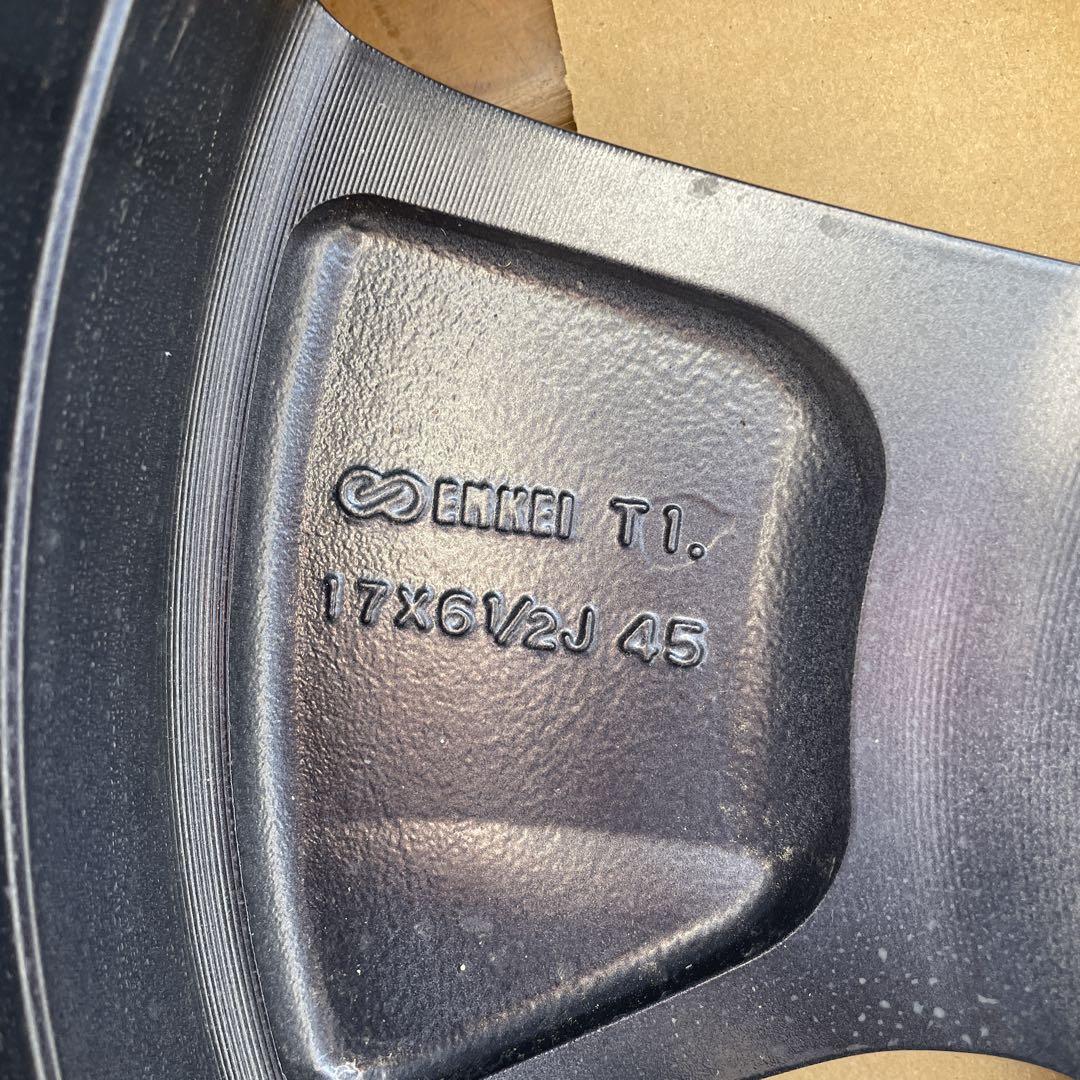 ENKEI T1.
17X6 1/2J 45